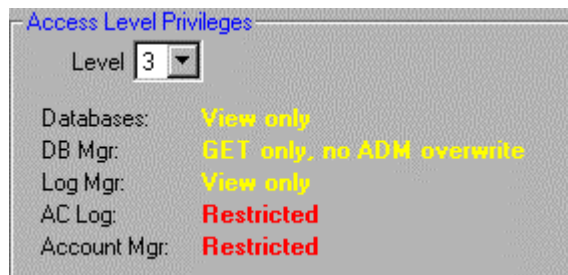 Access Level Privileges
Level 3
Databases: View only
DB Mgr: GET only, no ADM overwrite
Log Mgr: View only
AC Log: Restricted
Account Mgr: Restricted